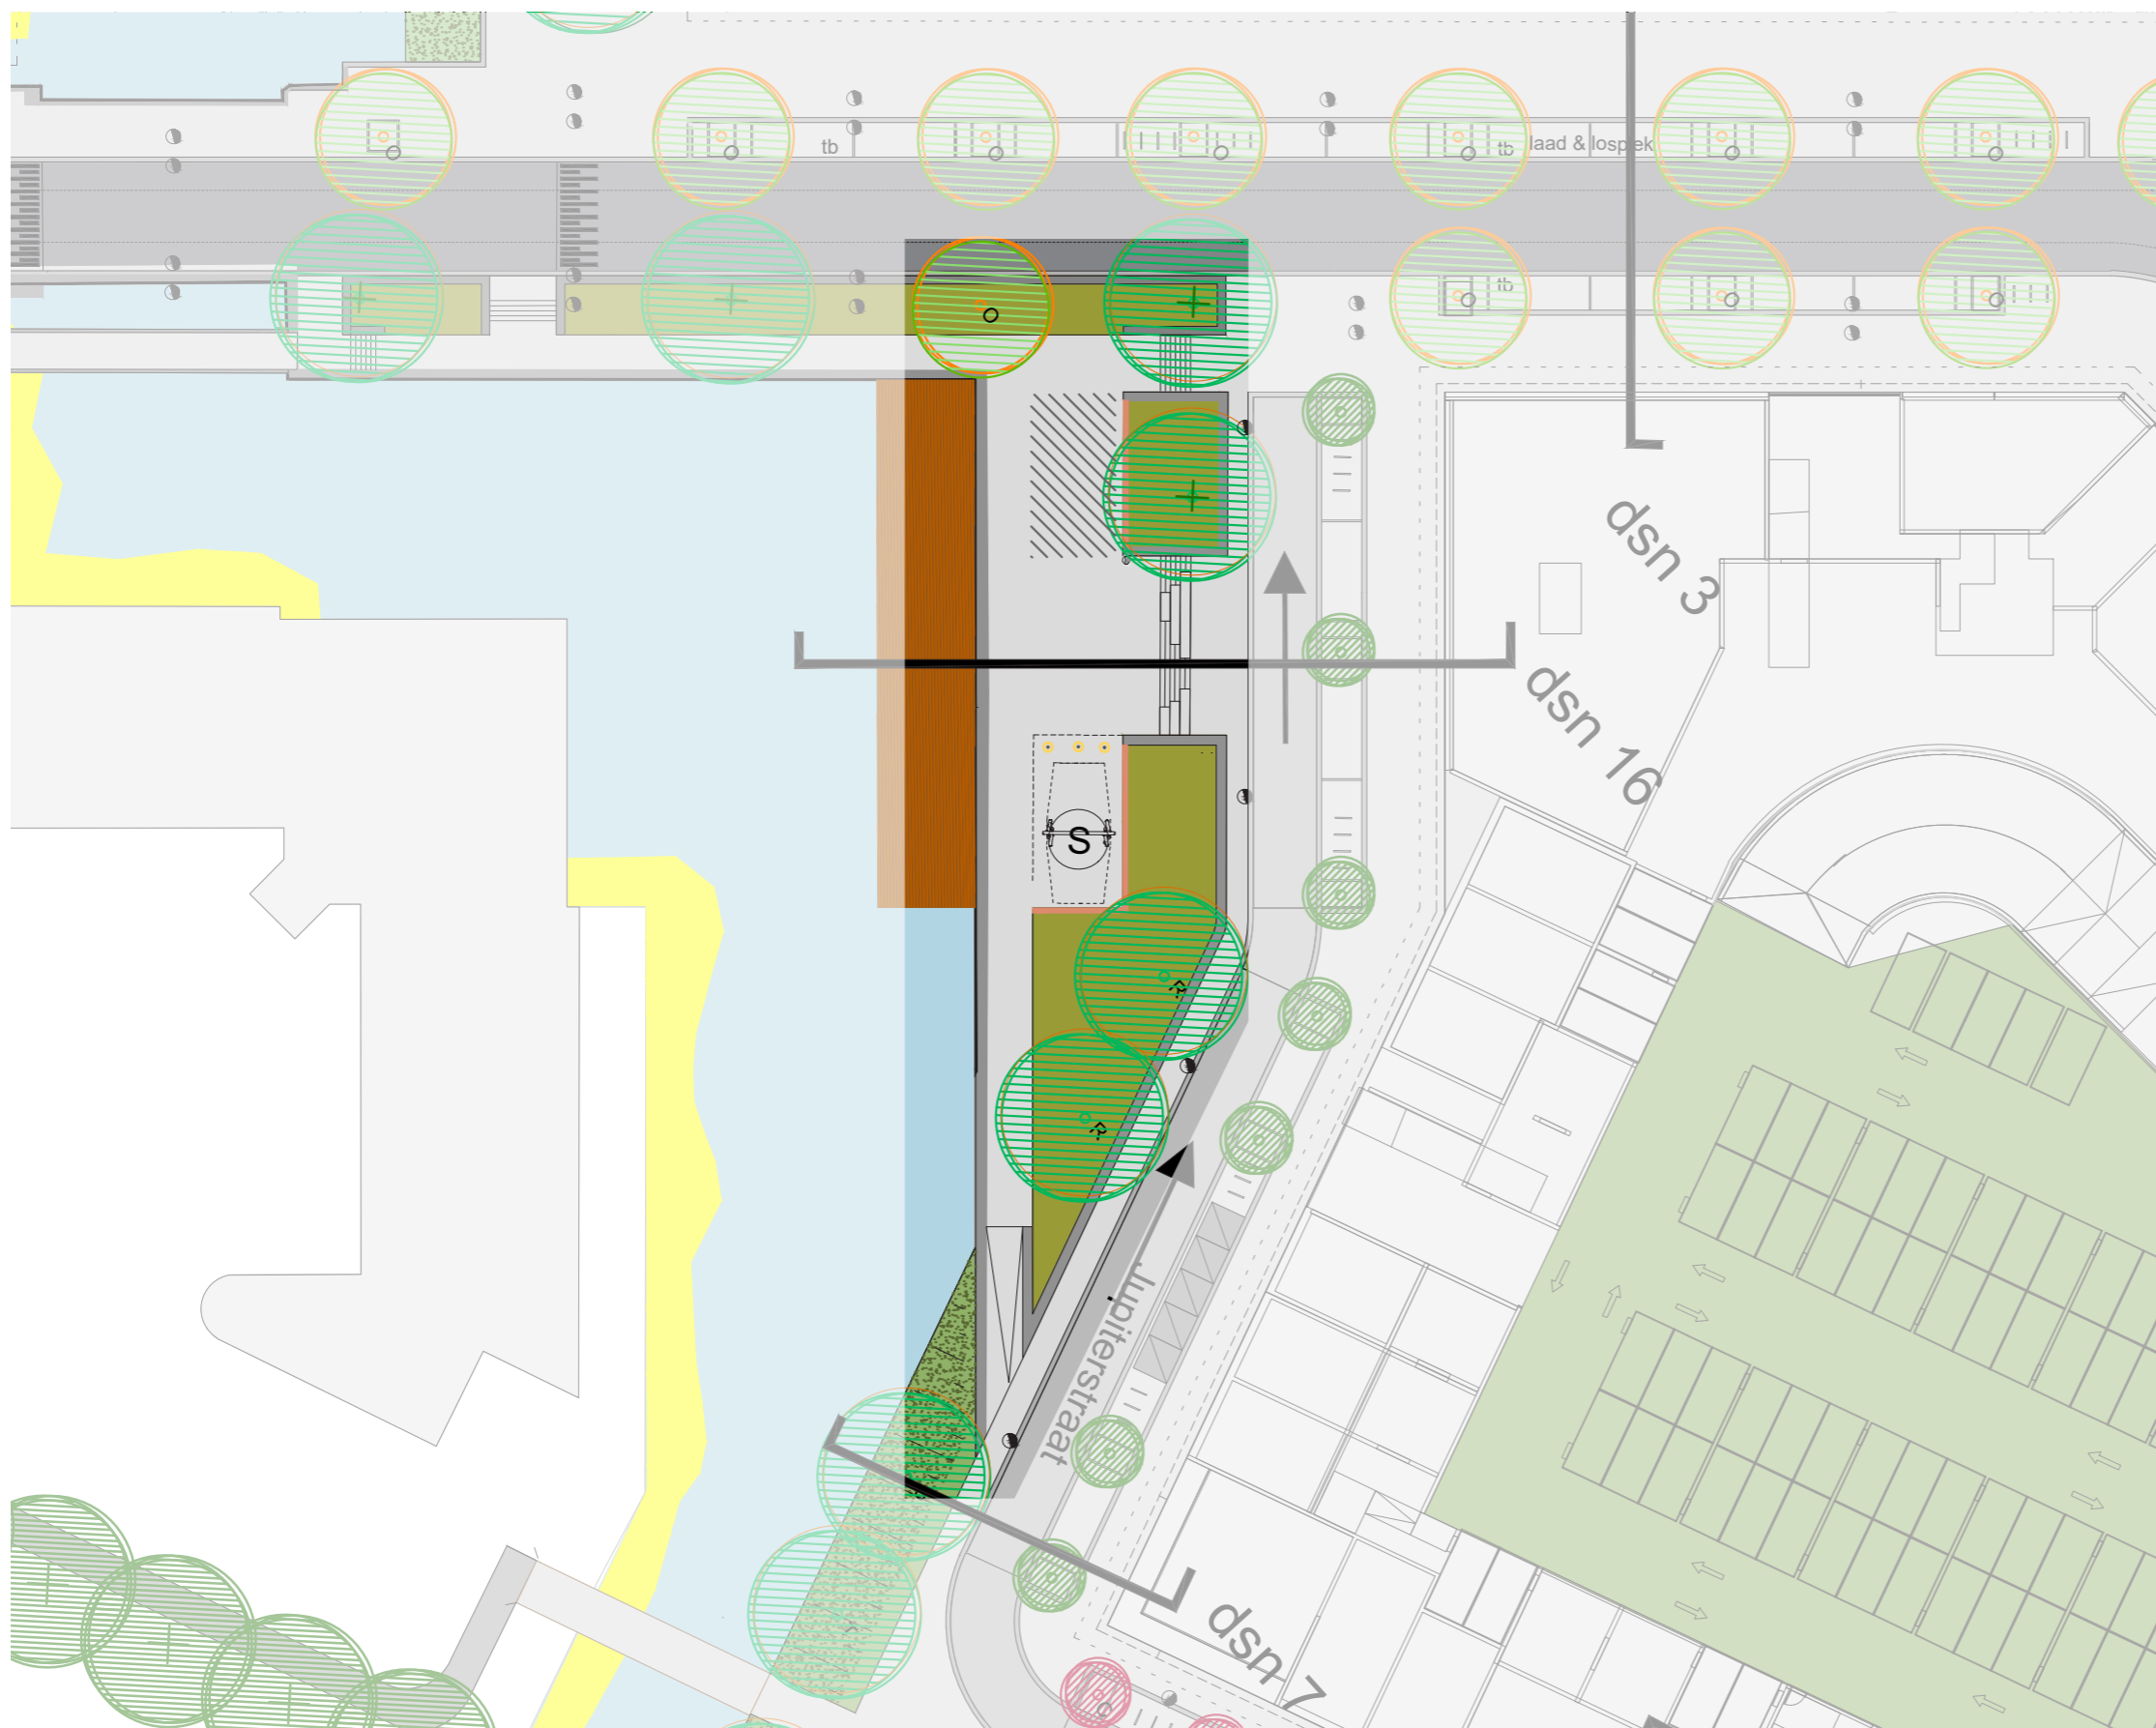 tb
tb
laad & losplek
tb
dsn 3
dsn 16
S
Jupiterstraat
dsn 7